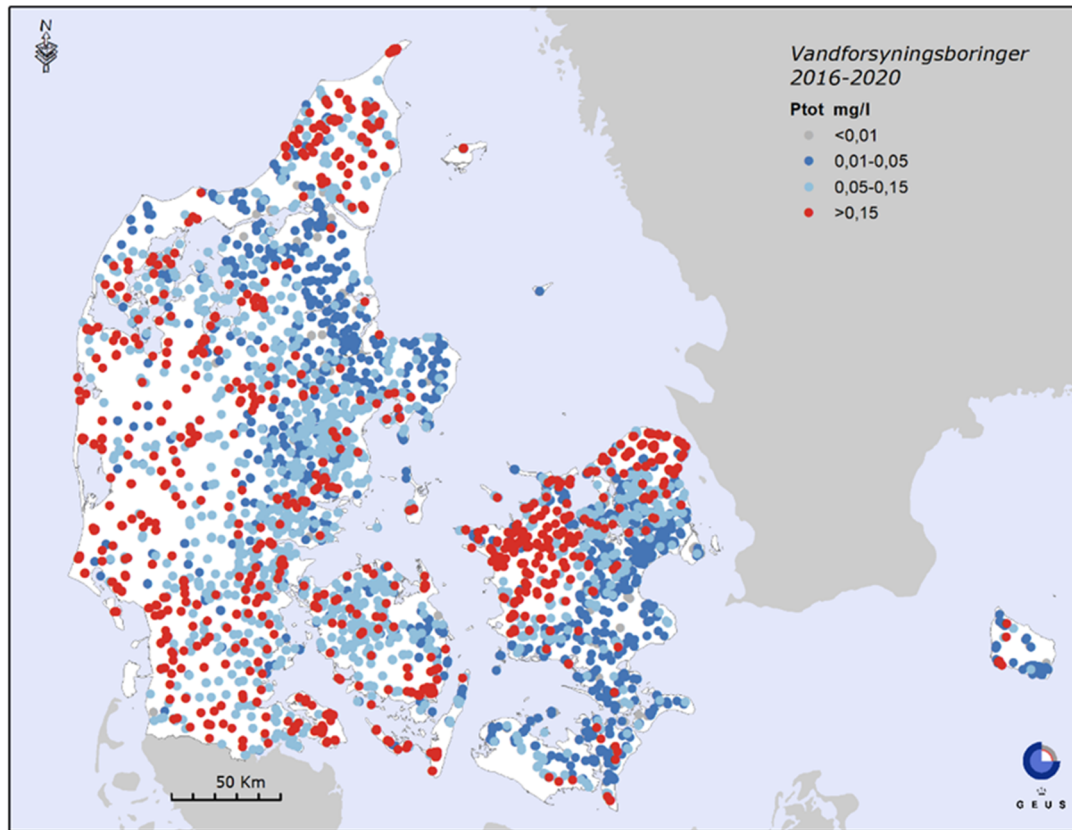 N
Vandforsyningsboringer
2016-2020
Ptot mg/l
<0,01
0,01-0,05
0,05-0,15
>0,15
50 Km
GEUS